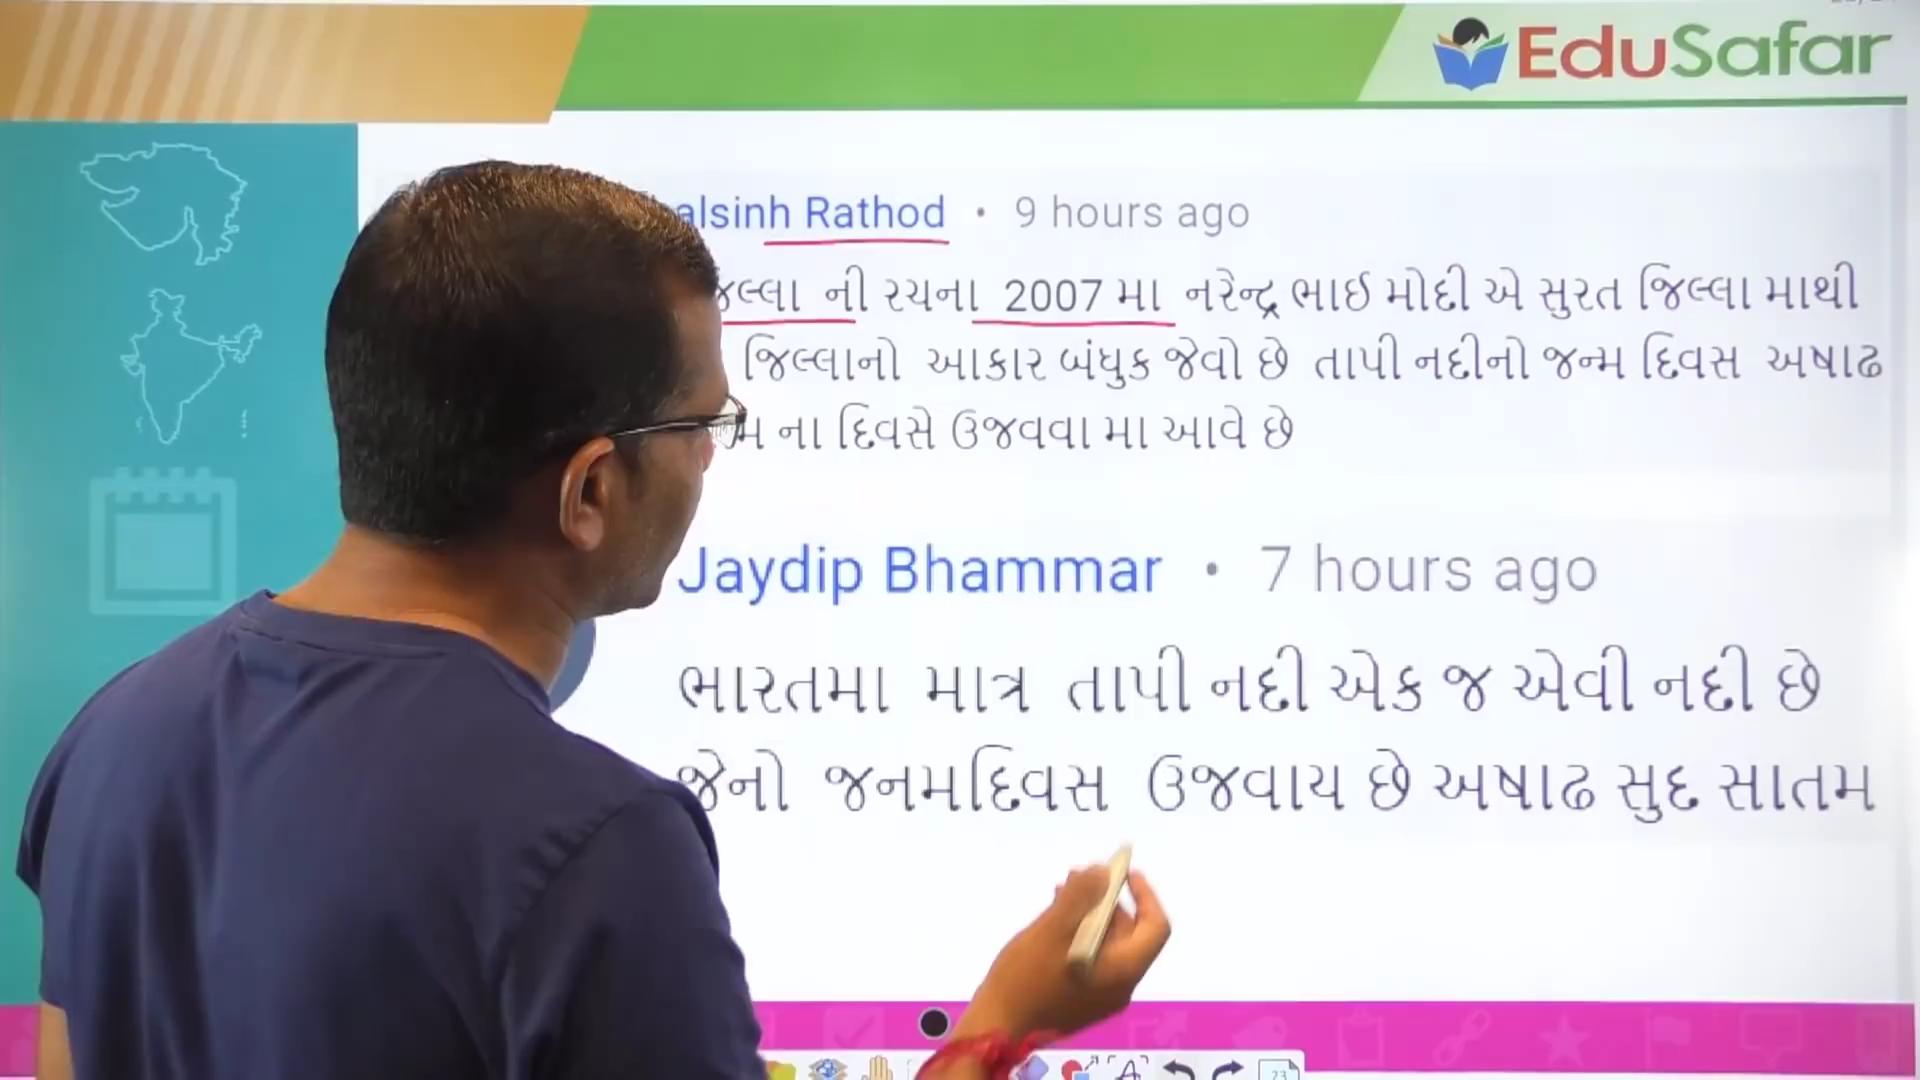 EduSafar
alsinh Rathod • 9 hours ago
જિલ્લા ની રચના 2007 મા નરેન્દ્ર ભાઈ મોદી એ સુરત જિલ્લા માથી
જિલ્લાનો આકાર બંધુક જેવો છે તાપી નદીનો જન્મ દિવસ અષાઢ
ના દિવસે ઉજવવા મા આવે છે
Jaydip Bhammar • 7 hours ago
ભારતમા માત્ર તાપી નદી એક જ એવી નદી છે
જેનો જનમદિવસ ઉજવાય છે અષાઢ સુદ સાતમ
23